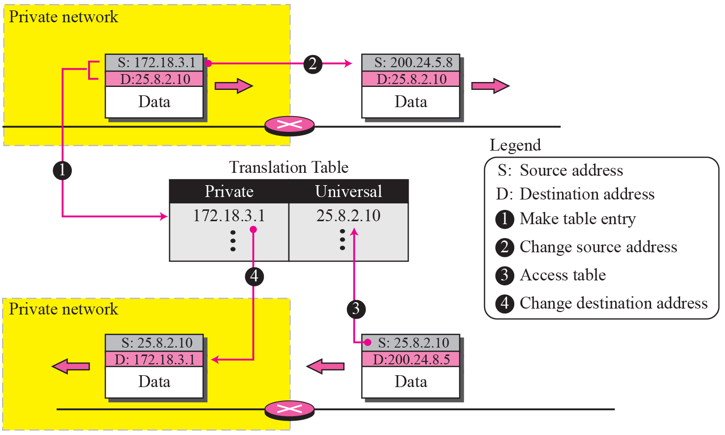 Private network
S: 172.18.3.1
D:25.8.2.10
Data
2
S: 200.24.5.8
D:25.8.2.10
Data
1
Translation Table
Private Universal
172.18.3.1 25.8.2.10
4
3
Legend
S: Source address
D: Destination address
1 Make table entry
2 Change source address
3 Access table
4 Change destination address
Private network
S: 25.8.2.10
D: 172.18.3.1
Data
S: 25.8.2.10
D:200.24.8.5
Data